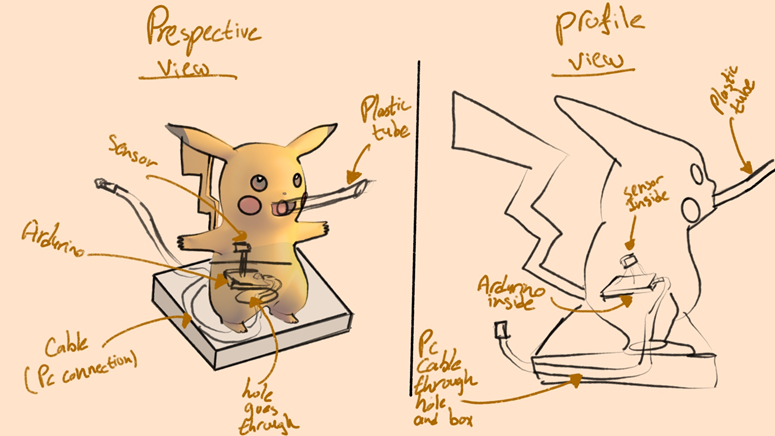 Prespective
view
Plastic
tube
Sensor
Arduino
Cable
(Pc connection)
hole
goes
through
Profile
view
Plastic
tube
sensor
inside
Arduino
inside
Pc
Cable
through
hole
and box